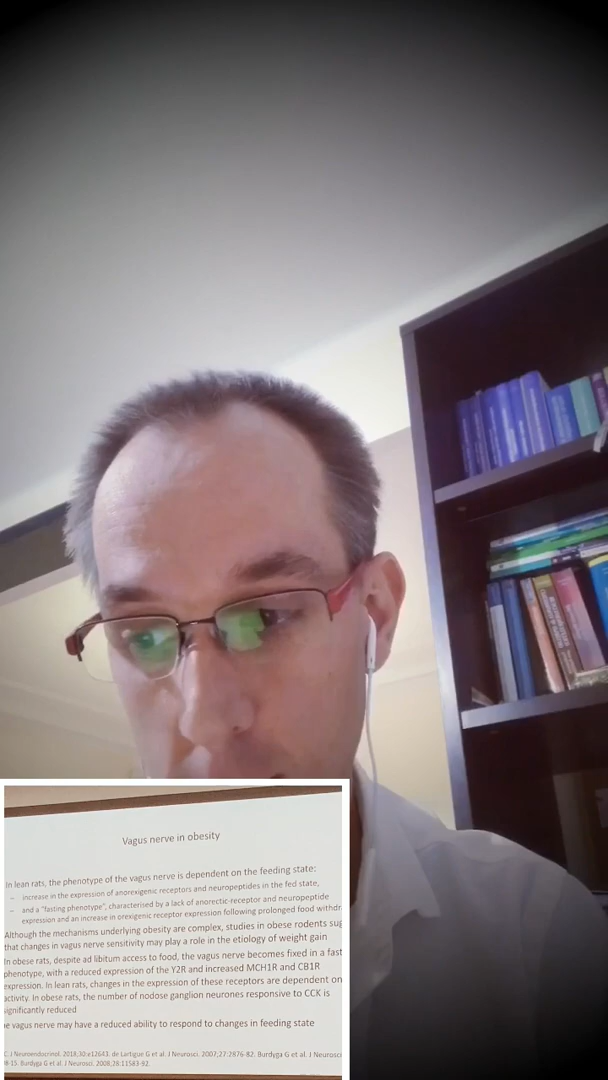 Vagus nerve in obesity
In lean rats, the phenotype of the vagus nerve is dependent on the feeding state:
– increase in the expression of anorexigenic receptors and neuropeptides in the fed state,
– and a "fasting phenotype", characterised by a lack of anorectic-receptor and neuropeptide
expression and an increase in orexigenic receptor expression following prolonged food withdr
Although the mechanisms underlying obesity are complex, studies in obese rodents sug
that changes in vagus nerve sensitivity may play a role in the etiology of weight gain
In obese rats, despite ad libitum access to food, the vagus nerve becomes fixed in a fast
phenotype, with a reduced expression of the Y2R and increased MCH1R and CB1R
expression. In lean rats, changes in the expression of these receptors are dependent on
activity. In obese rats, the number of nodose ganglion neurones responsive to CCK is
significantly reduced
e vagus nerve may have a reduced ability to respond to changes in feeding state
C. J Neuroendocrinol. 2018;30:e12643. de Lartigue G et al. J Neurosci. 2007;27:2876-82. Burdyga G et al. J Neurosci
8-15. Burdyga G et al. J Neurosci. 2008;28:11583-92.